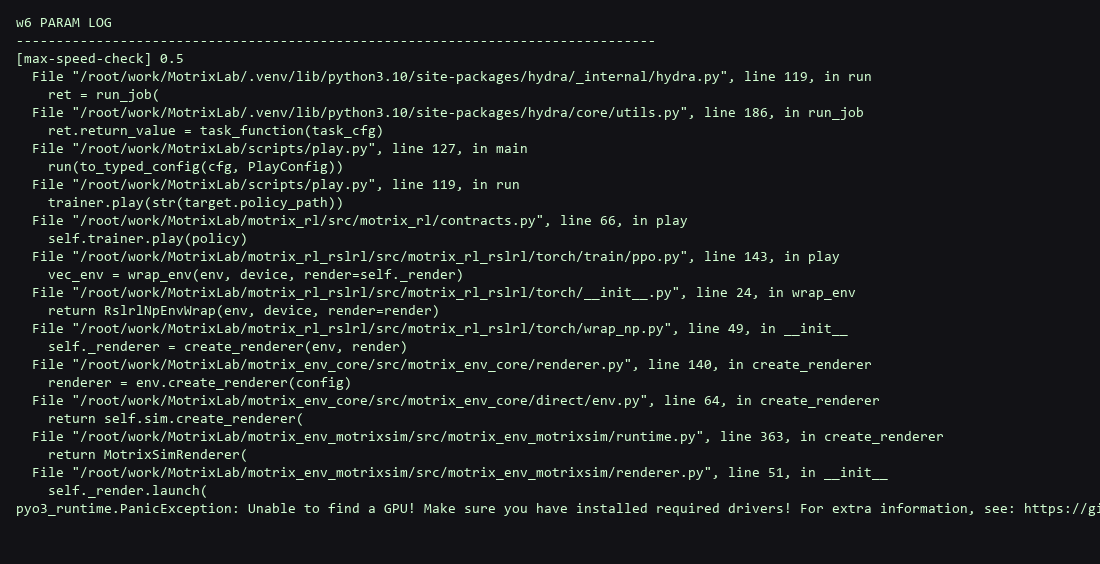 w6 PARAM LOG
--------------------------------------------------------------------------------
[max-speed-check] 0.5
  File "/root/work/MotrixLab/.venv/lib/python3.10/site-packages/hydra/_internal/hydra.py", line 119, in run
    ret = run_job(
  File "/root/work/MotrixLab/.venv/lib/python3.10/site-packages/hydra/core/utils.py", line 186, in run_job
    ret.return_value = task_function(task_cfg)
  File "/root/work/MotrixLab/scripts/play.py", line 127, in main
    run(to_typed_config(cfg, PlayConfig))
  File "/root/work/MotrixLab/scripts/play.py", line 119, in run
    trainer.play(str(target.policy_path))
  File "/root/work/MotrixLab/motrix_rl/src/motrix_rl/contracts.py", line 66, in play
    self.trainer.play(policy)
  File "/root/work/MotrixLab/motrix_rl_rslrl/src/motrix_rl_rslrl/torch/train/ppo.py", line 143, in play
    vec_env = wrap_env(env, device, render=self._render)
  File "/root/work/MotrixLab/motrix_rl_rslrl/src/motrix_rl_rslrl/torch/__init__.py", line 24, in wrap_env
    return RslrlNpEnvWrap(env, device, render=render)
  File "/root/work/MotrixLab/motrix_rl_rslrl/src/motrix_rl_rslrl/torch/wrap_np.py", line 49, in __init__
    self._renderer = create_renderer(env, render)
  File "/root/work/MotrixLab/motrix_env_core/src/motrix_env_core/renderer.py", line 140, in create_renderer
    renderer = env.create_renderer(config)
  File "/root/work/MotrixLab/motrix_env_core/src/motrix_env_core/direct/env.py", line 64, in create_renderer
    return self.sim.create_renderer(
  File "/root/work/MotrixLab/motrix_env_motrixsim/src/motrix_env_motrixsim/runtime.py", line 363, in create_renderer
    return MotrixSimRenderer(
  File "/root/work/MotrixLab/motrix_env_motrixsim/src/motrix_env_motrixsim/renderer.py", line 51, in __init__
    self._render.launch(
pyo3_runtime.PanicException: Unable to find a GPU! Make sure you have installed required drivers! For extra information, see: https://gi